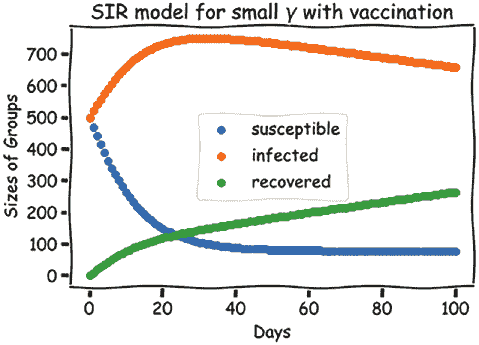 SIR model for small γ with vaccination
Sizes of Groups
700
600
500
400
300
200
100
0
susceptible
infected
recovered
0 20 40 60 80 100
Days